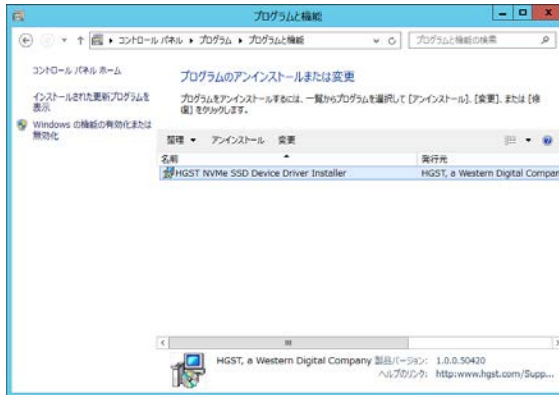 プログラムと機能
コントロール パネル ▸ プログラム ▸ プログラムと機能
プログラムと機能の検索
コントロール パネル ホーム
インストールされた更新プログラムを
表示
Windows の機能の有効化または
無効化
プログラムのアンインストールまたは変更
プログラムをアンインストールするには、一覧からプログラムを選択して [アンインストール]、[変更]、または [修
復] をクリックします。
整理 アンインストール 変更
名前 発行元
HGST NVMe SSD Device Driver Installer HGST, a Western Digital Compar
HGST, a Western Digital Company 製品バージョン: 1.0.0.50420
ヘルプのリンク: http:www.hgst.com/Supp...